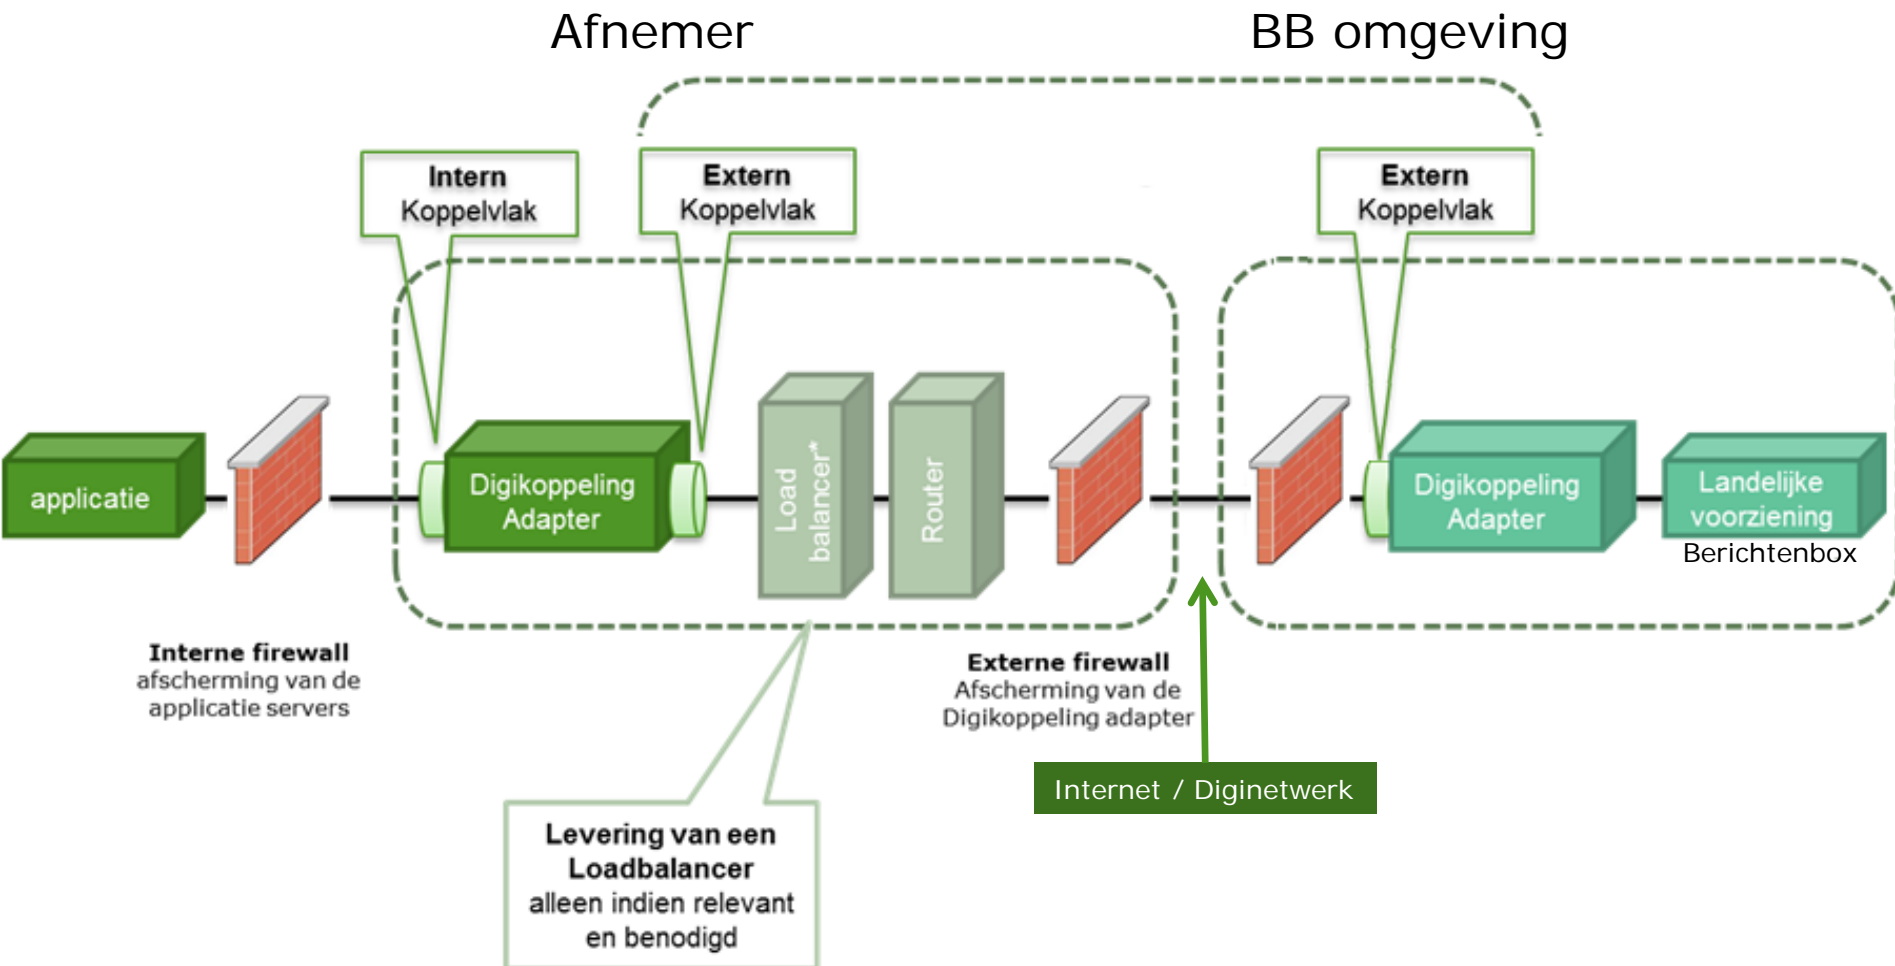 Afnemer
BB omgeving
Intern
Koppelvlak
Extern
Koppelvlak
Extern
Koppelvlak
applicatie
Digikoppeling
Adapter
Load
balancer*
Router
Digikoppeling
Adapter
Landelijke
voorziening
Berichtenbox
Interne firewall
afscherming van de
applicatie servers
Externe firewall
Afscherming van de
Digikoppeling adapter
Internet / Diginetwerk
Levering van een
Loadbalancer
alleen indien relevant
en benodigd